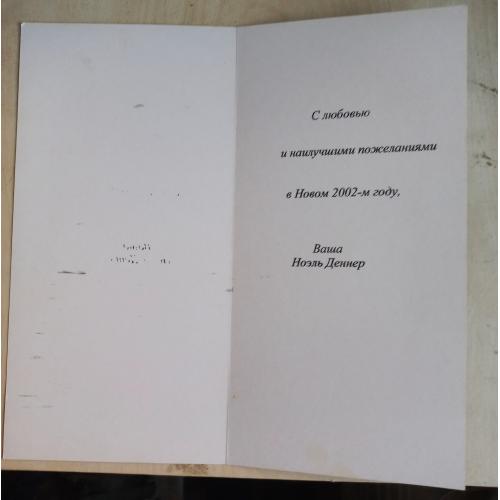 С любовью
и наилучшими пожеланиями
в Новом 2002-м году,
Ваша
Ноэль Деннер